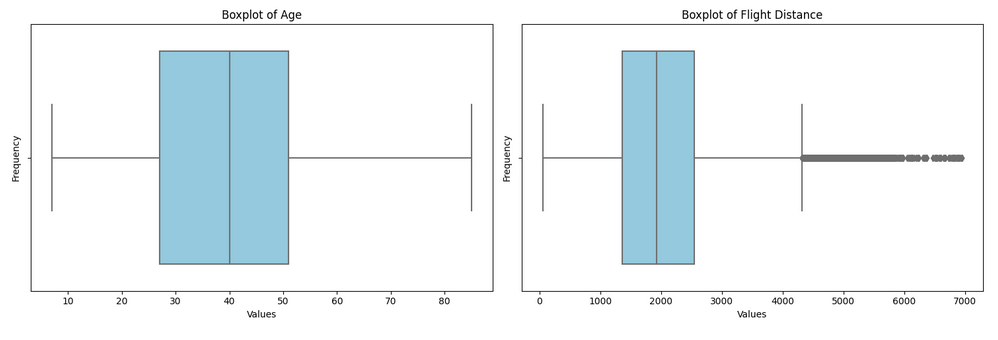 Boxplot of Age
Frequency
10 20 30 40 50 60 70 80
Values
Boxplot of Flight Distance
Frequency
0 1000 2000 3000 4000 5000 6000 7000
Values